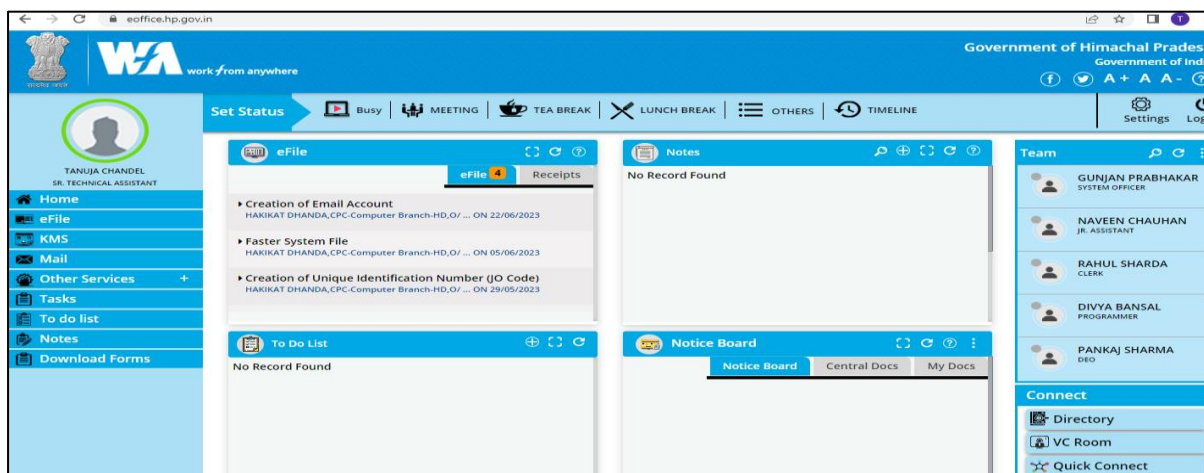 eoffice.hp.gov.in
T
WA work from anywhere
सत्यमेव जयते
Government of Himachal Prades
Government of Indi
A+ A A-
Set Status
Busy
MEETING
TEA BREAK
LUNCH BREAK
OTHERS
TIMELINE
Settings
Log
TANUJA CHANDEL
SR. TECHNICAL ASSISTANT
Home
eFile
KMS
Mail
Other Services +
Tasks
To do list
Notes
Download Forms
eFile
eFile 4 Receipts
Creation of Email Account
HAKIKAT DHANDA,CPC-Computer Branch-HD,O/ ... ON 22/06/2023
Faster System File
HAKIKAT DHANDA,CPC-Computer Branch-HD,O/ ... ON 05/06/2023
Creation of Unique Identification Number (JO Code)
HAKIKAT DHANDA,CPC-Computer Branch-HD,O/ ... ON 29/05/2023
Notes
No Record Found
To Do List
No Record Found
Notice Board
Notice Board Central Docs My Docs
Team
GUNJAN PRABHAKAR
SYSTEM OFFICER
NAVEEN CHAUHAN
JR. ASSISTANT
RAHUL SHARDA
CLERK
DIVYA BANSAL
PROGRAMMER
PANKAJ SHARMA
DEO
Connect
Directory
VC Room
Quick Connect